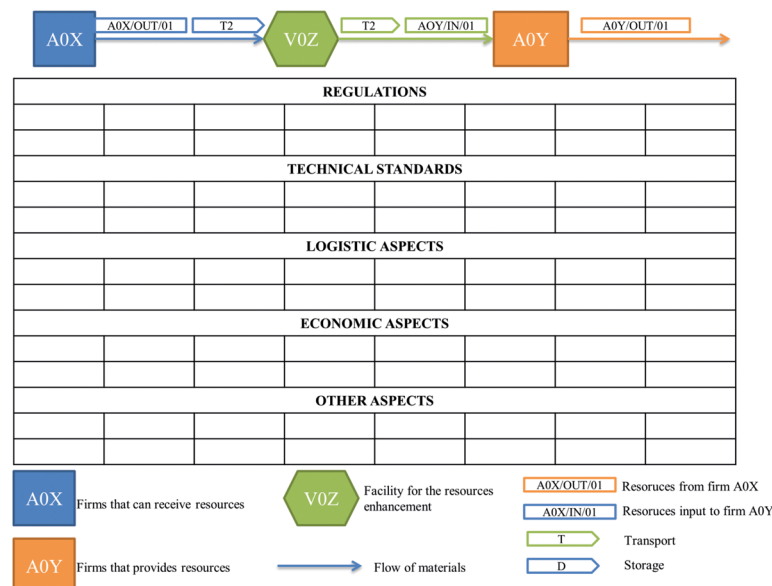 A0X A0X/OUT/01 T2 V0Z T2 AOY/IN/01 A0Y A0Y/OUT/01
REGULATIONS
TECHNICAL STANDARDS
LOGISTIC ASPECTS
ECONOMIC ASPECTS
OTHER ASPECTS
A0X Firms that can receive resources
V0Z Facility for the resources
enhancement
A0X/OUT/01 Resoruces from firm A0X
A0X/IN/01 Resoruces input to firm A0Y
T Transport
A0Y Firms that provides resources
Flow of materials
D Storage